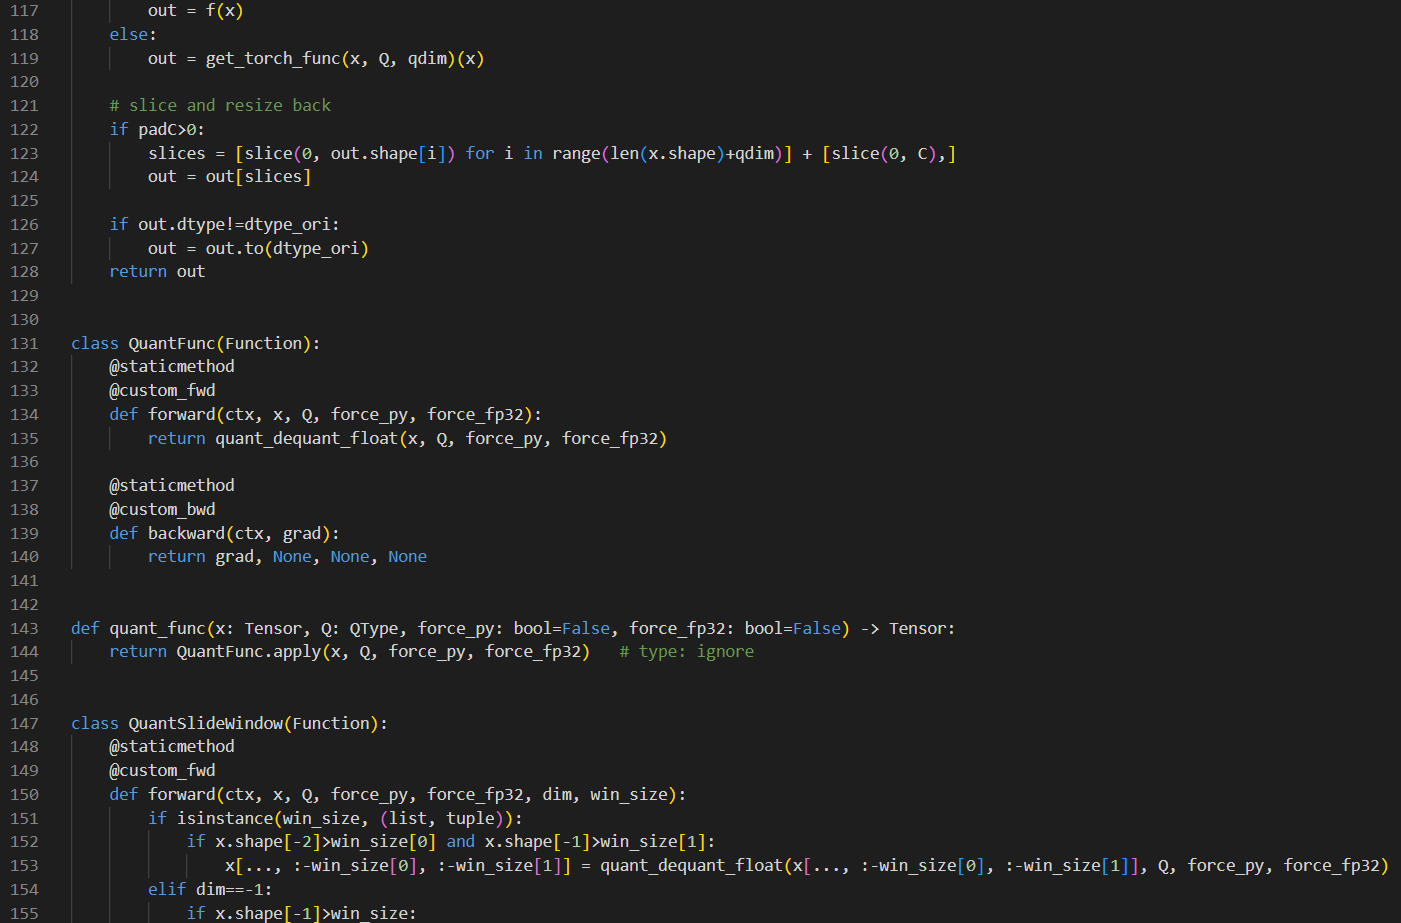 117 out = f(x)
118 else:
119 out = get_torch_func(x, Q, qdim)(x)
120
121 # slice and resize back
122 if padC>0:
123 slices = [slice(0, out.shape[i]) for i in range(len(x.shape)+qdim)] + [slice(0, C),]
124 out = out[slices]
125
126 if out.dtype!=dtype_ori:
127 out = out.to(dtype_ori)
128 return out
129
130
131 class QuantFunc(Function):
132 @staticmethod
133 @custom_fwd
134 def forward(ctx, x, Q, force_py, force_fp32):
135 return quant_dequant_float(x, Q, force_py, force_fp32)
136
137 @staticmethod
138 @custom_bwd
139 def backward(ctx, grad):
140 return grad, None, None, None
141
142
143 def quant_func(x: Tensor, Q: QType, force_py: bool=False, force_fp32: bool=False) -> Tensor:
144 return QuantFunc.apply(x, Q, force_py, force_fp32) # type: ignore
145
146
147 class QuantSlideWindow(Function):
148 @staticmethod
149 @custom_fwd
150 def forward(ctx, x, Q, force_py, force_fp32, dim, win_size):
151 if isinstance(win_size, (list, tuple)):
152 if x.shape[-2]>win_size[0] and x.shape[-1]>win_size[1]:
153 x[..., :-win_size[0], :-win_size[1]] = quant_dequant_float(x[..., :-win_size[0], :-win_size[1]], Q, force_py, force_fp32)
154 elif dim==-1:
155 if x.shape[-1]>win_size: